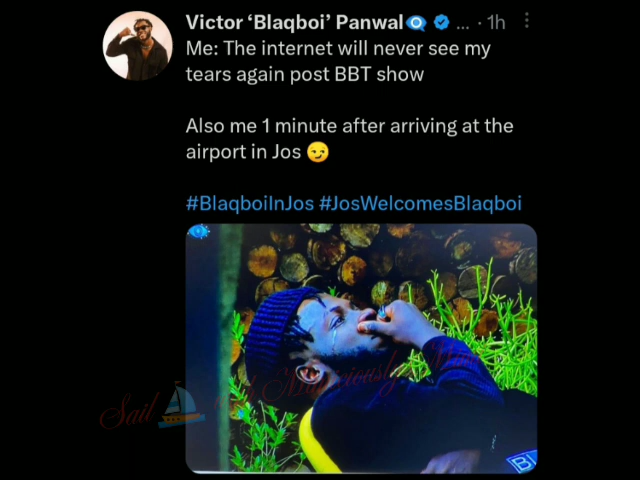 Victor ‘Blaqboi’ Panwal ... · 1h
Me: The internet will never see my
tears again post BBT show
Also me 1 minute after arriving at the
airport in Jos 😏
#BlaqboiInJos #JosWelcomesBlaqboi
Sail
Bl